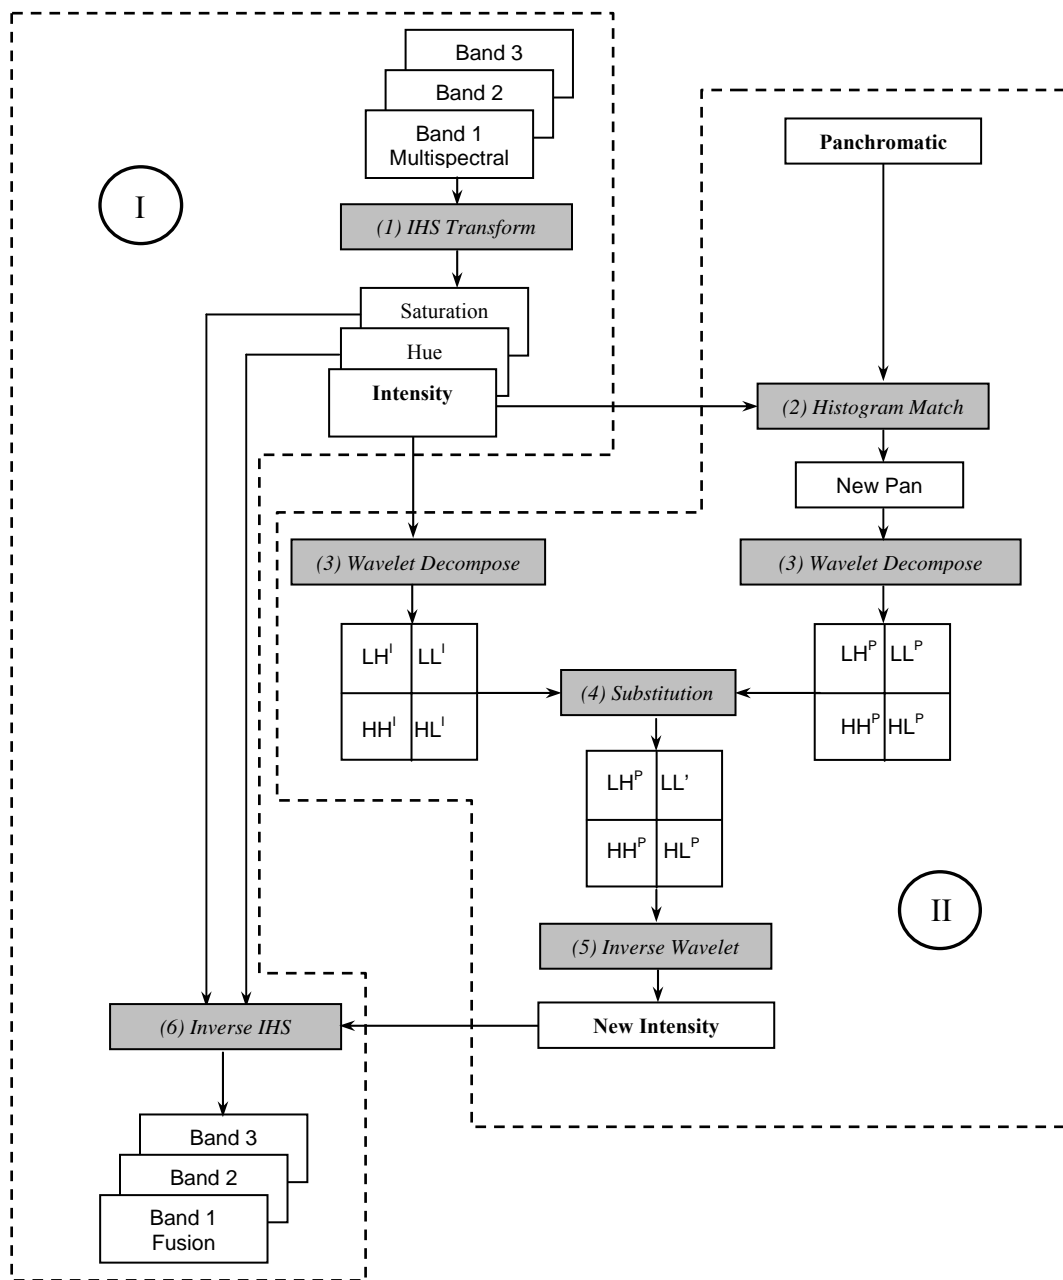 Band 3
Band 2
Band 1
Multispectral
Panchromatic
I
(1) IHS Transform
Saturation
Hue
Intensity
(2) Histogram Match
New Pan
(3) Wavelet Decompose
(3) Wavelet Decompose
LH^I LL^I
HH^I HL^I
(4) Substitution
LH^P LL^P
HH^P HL^P
LH^P LL’
HH^P HL^P
II
(5) Inverse Wavelet
New Intensity
(6) Inverse IHS
Band 3
Band 2
Band 1
Fusion